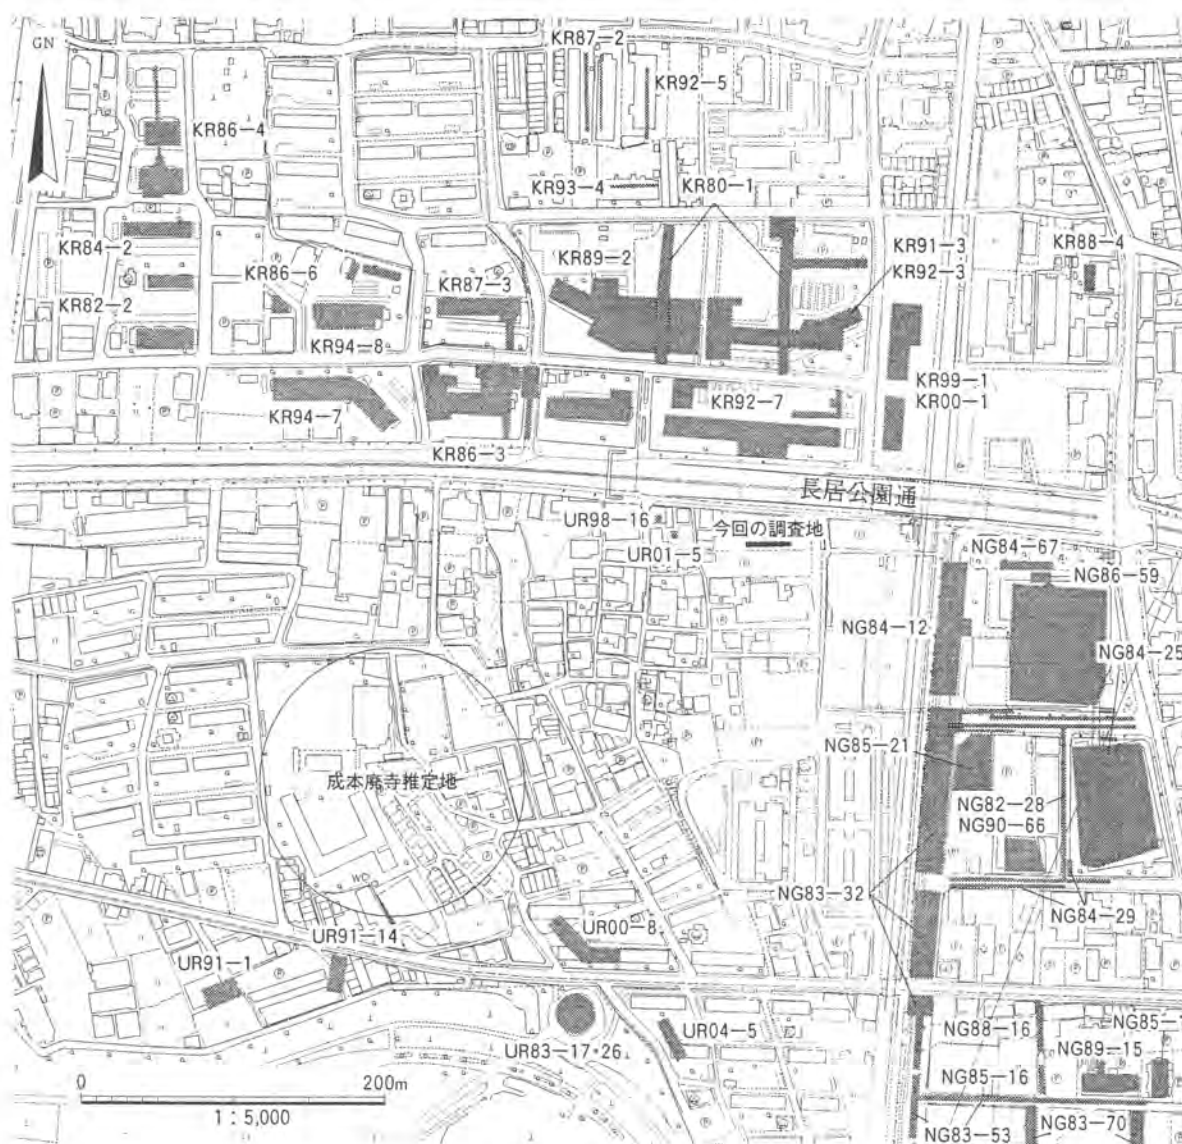 GN
KR87-2
KR92-5
KR86-4
KR93-4
KR80-1
KR84-2
KR86-6
KR89-2
KR91-3
KR88-4
KR92-3
KR82-2
KR87-3
KR94-8
KR99-1
KR92-7
KR00-1
KR94-7
KR86-3
長居公園通
UR98-16
今回の調査地
UR01-5
NG84-67
NG86-59
NG84-12
NG84-25
NG85-21
成本廃寺推定地
NG82-28
NG90-66
NG83-32
NG84-29
WC
UR91-14
UR00-8
UR91-1
NG88-16
NG85-1
UR04-5
UR83-17・26
NG89-15
NG85-16
0 200m
1:5,000
NG83-53
NG83-70